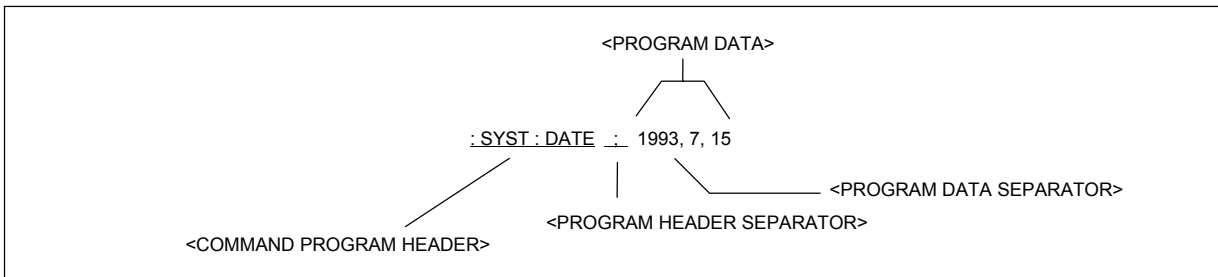 <PROGRAM DATA>
: SYST : DATE ; 1993, 7, 15
<PROGRAM DATA SEPARATOR>
<PROGRAM HEADER SEPARATOR>
<COMMAND PROGRAM HEADER>